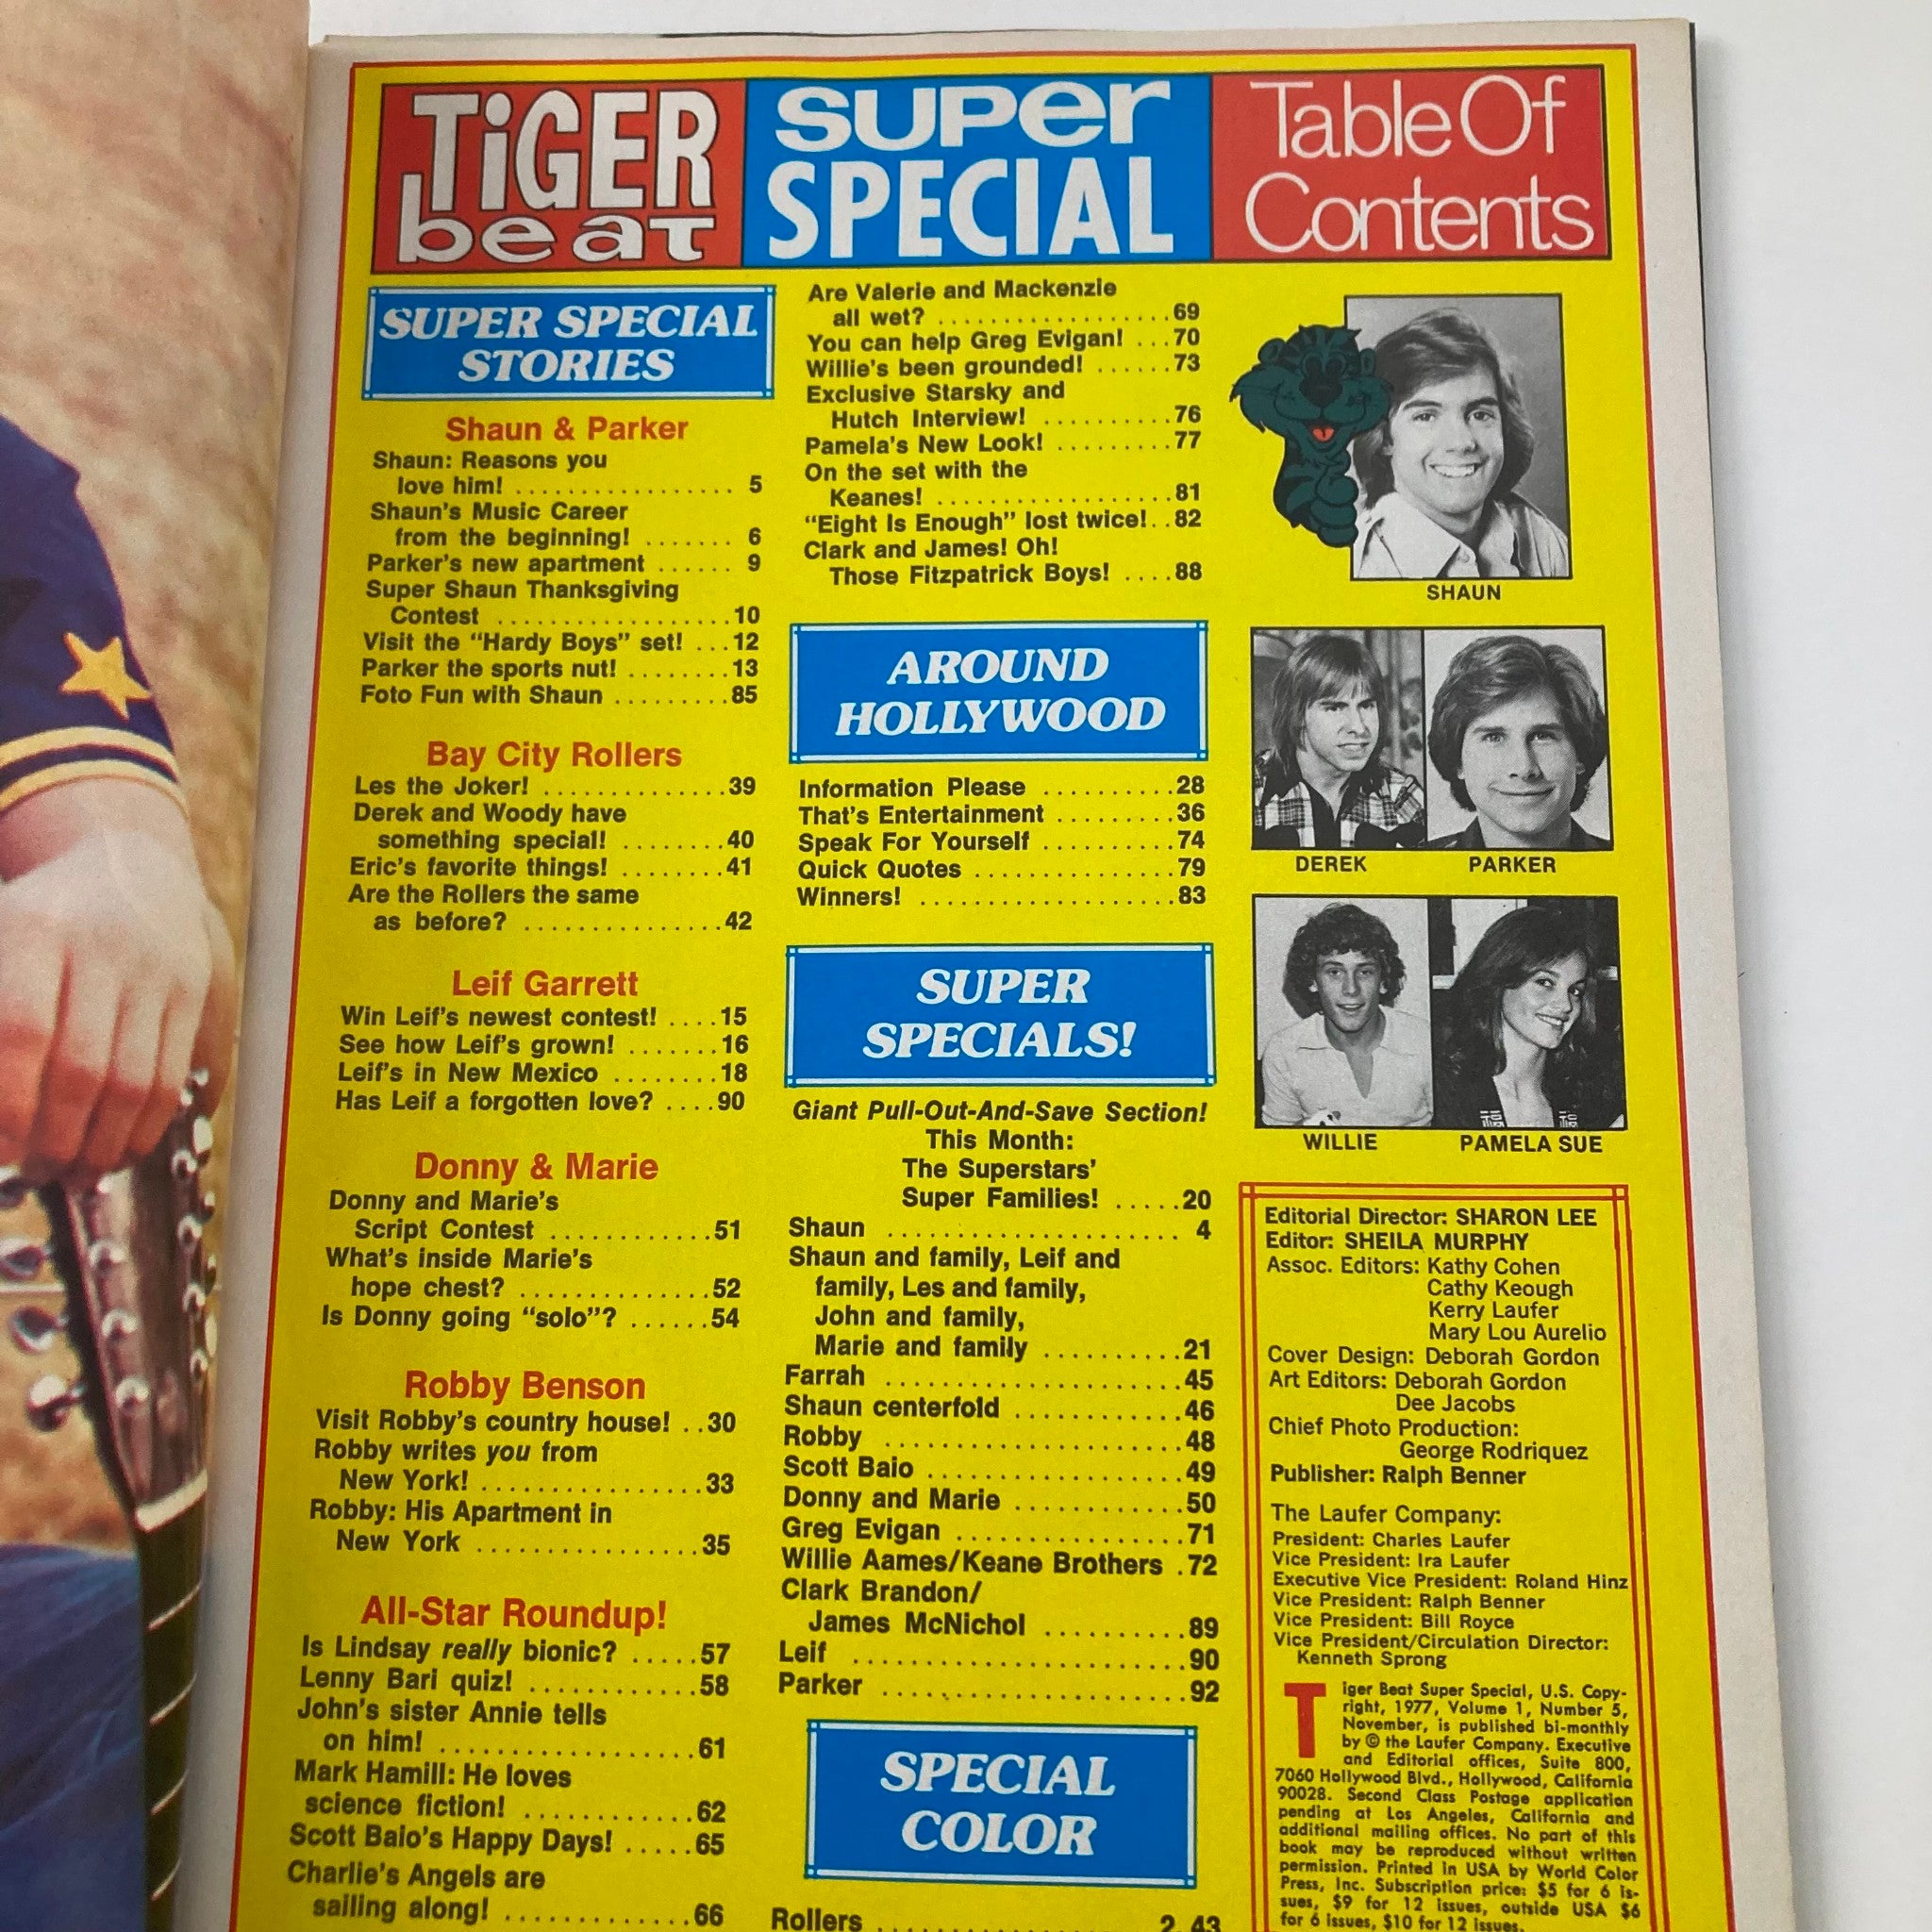 TiGER
beat
SUPER
SPECIAL
Table Of
Contents
SUPER SPECIAL
STORIES
Shaun & Parker
Shaun: Reasons you
love him! ................. 5
Shaun's Music Career
from the beginning! ....... 6
Parker's new apartment ...... 9
Super Shaun Thanksgiving
Contest ..................10
Visit the "Hardy Boys" set! ...12
Parker the sports nut! ........13
Foto Fun with Shaun .........85
Bay City Rollers
Les the Joker! ..............39
Derek and Woody have
something special! ........40
Eric's favorite things! ........41
Are the Rollers the same
as before? ...............42
Leif Garrett
Win Leif's newest contest! ....15
See how Leif's grown! .......16
Leif's in New Mexico ........18
Has Leif a forgotten love? ....90
Donny & Marie
Donny and Marie's
Script Contest ............51
What's inside Marie's
hope chest? ..............52
Is Donny going "solo"? ......54
Robby Benson
Visit Robby's country house! ..30
Robby writes you from
New York! .................33
Robby: His Apartment in
New York ................35
All-Star Roundup!
Is Lindsay really bionic? .....57
Lenny Bari quiz! ............58
John's sister Annie tells
on him! ..................61
Mark Hamill: He loves
science fiction! ............62
Scott Baio's Happy Days! .....65
Charlie's Angels are
sailing along! .............66
Are Valerie and Mackenzie
all wet? ..................69
You can help Greg Evigan! ...70
Willie's been grounded! ......73
Exclusive Starsky and
Hutch Interview! ..........76
Pamela's New Look! .........77
On the set with the
Keanes! ..................81
"Eight Is Enough" lost twice!..82
Clark and James! Oh!
Those Fitzpatrick Boys! ....88
AROUND
HOLLYWOOD
Information Please ..........28
That's Entertainment .........36
Speak For Yourself ..........74
Quick Quotes ...............79
Winners! ...................83
SUPER
SPECIALS!
Giant Pull-Out-And-Save Section!
This Month:
The Superstars'
Super Families! .....20
Shaun ...................... 4
Shaun and family, Leif and
family, Les and family,
John and family,
Marie and family ..........21
Farrah .....................45
Shaun centerfold ............46
Robby .....................48
Scott Baio ..................49
Donny and Marie ............50
Greg Evigan ................71
Willie Aames/Keane Brothers .72
Clark Brandon/
James McNichol ..........89
Leif .......................90
Parker .....................92
SPECIAL
COLOR
Rollers ..................2, 43
SHAUN
DEREK PARKER
WILLIE PAMELA SUE
Editorial Director: SHARON LEE
Editor: SHEILA MURPHY
Assoc. Editors: Kathy Cohen
Cathy Keough
Kerry Laufer
Mary Lou Aurelio
Cover Design: Deborah Gordon
Art Editors: Deborah Gordon
Dee Jacobs
Chief Photo Production:
George Rodriquez
Publisher: Ralph Benner
The Laufer Company:
President: Charles Laufer
Vice President: Ira Laufer
Executive Vice President: Roland Hinz
Vice President: Ralph Benner
Vice President: Bill Royce
Vice President/Circulation Director:
Kenneth Sprong
Tiger Beat Super Special, U.S. Copy-
right, 1977, Volume 1, Number 5,
November, is published bi-monthly
by © the Laufer Company. Executive
and Editorial offices, Suite 800,
7060 Hollywood Blvd., Hollywood, California
90028. Second Class Postage application
pending at Los Angeles, California and
additional mailing offices. No part of this
book may be reproduced without written
permission. Printed in USA by World Color
Press, Inc. Subscription price: $5 for 6 is-
sues, $9 for 12 issues, outside USA $6
for 6 issues, $10 for 12 issues.